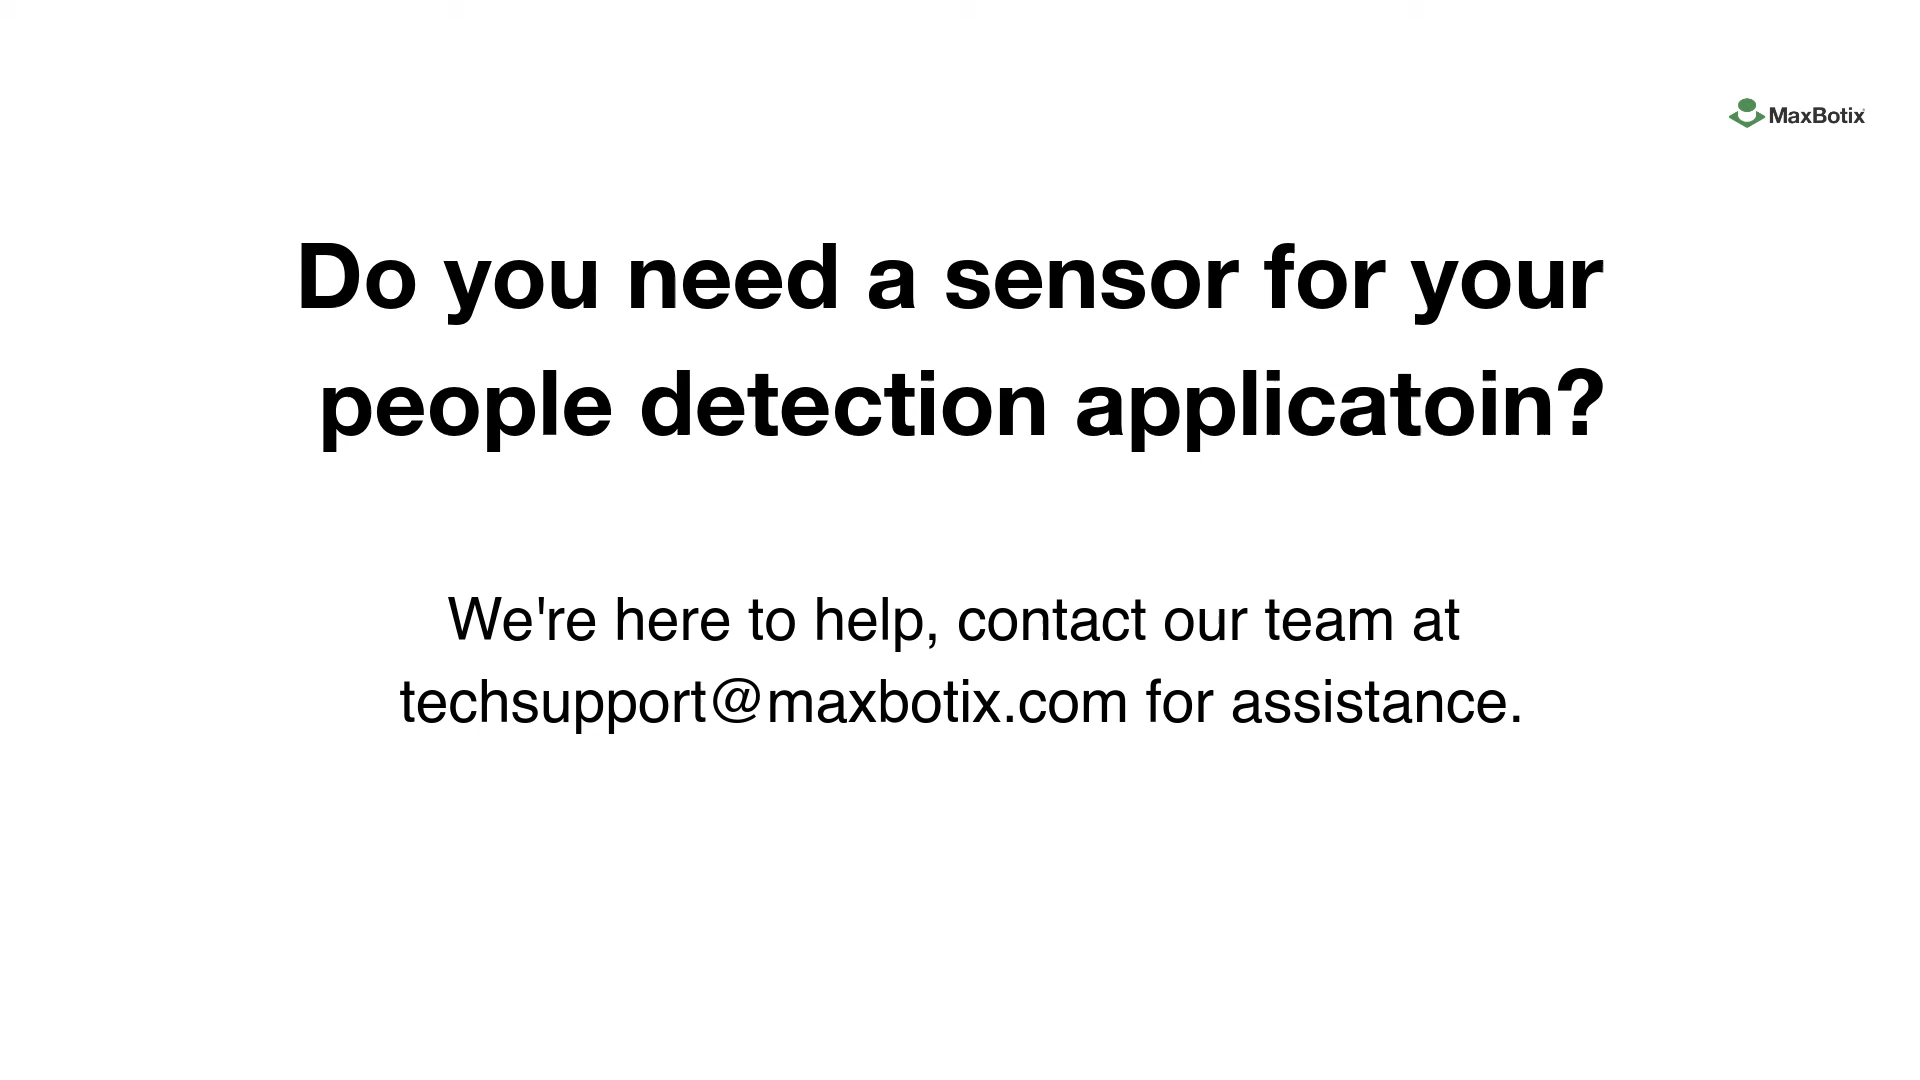 MaxBotix
Do you need a sensor for your
people detection applicatoin?
We're here to help, contact our team at
techsupport@maxbotix.com for assistance.